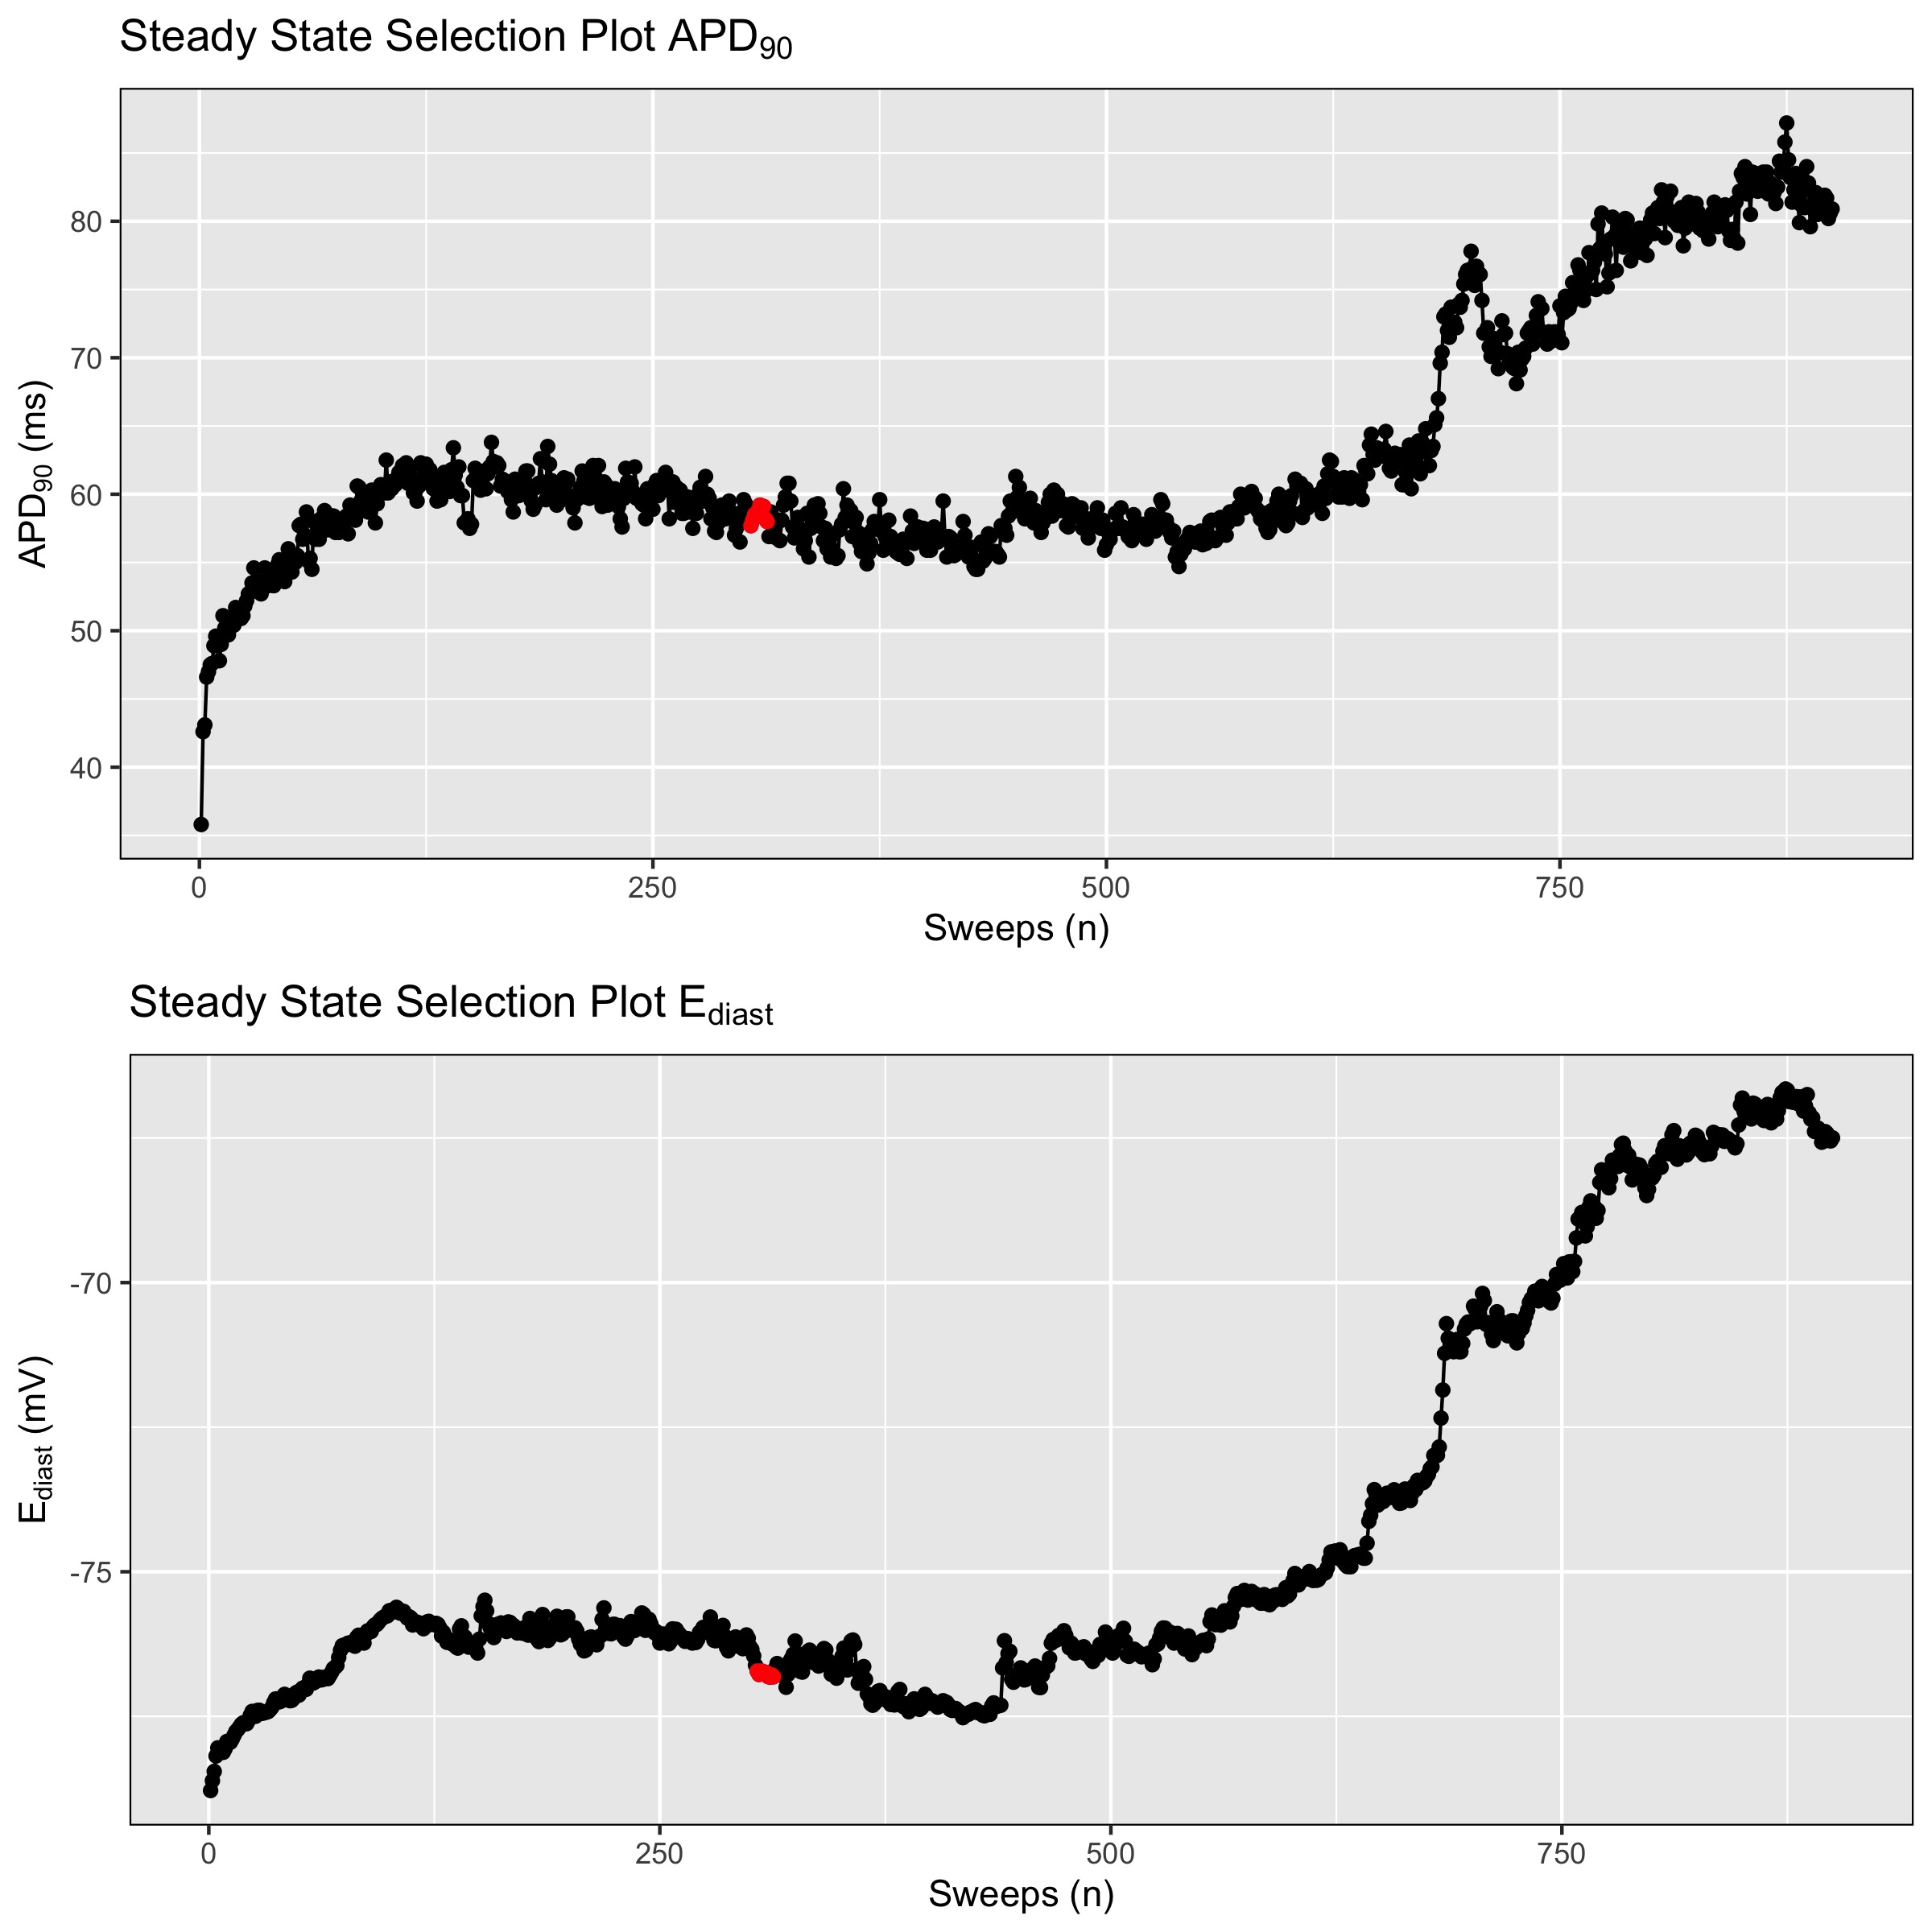 Steady State Selection Plot APD90
80
70
60
50
40
APD90 (ms)
0 250 500 750
Sweeps (n)
Steady State Selection Plot Ediast
-70
-75
Ediast (mV)
0 250 500 750
Sweeps (n)